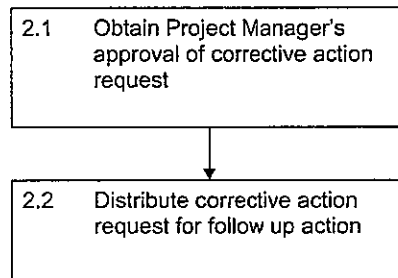 2.1 Obtain Project Manager's
approval of corrective action
request
2.2 Distribute corrective action
request for follow up action